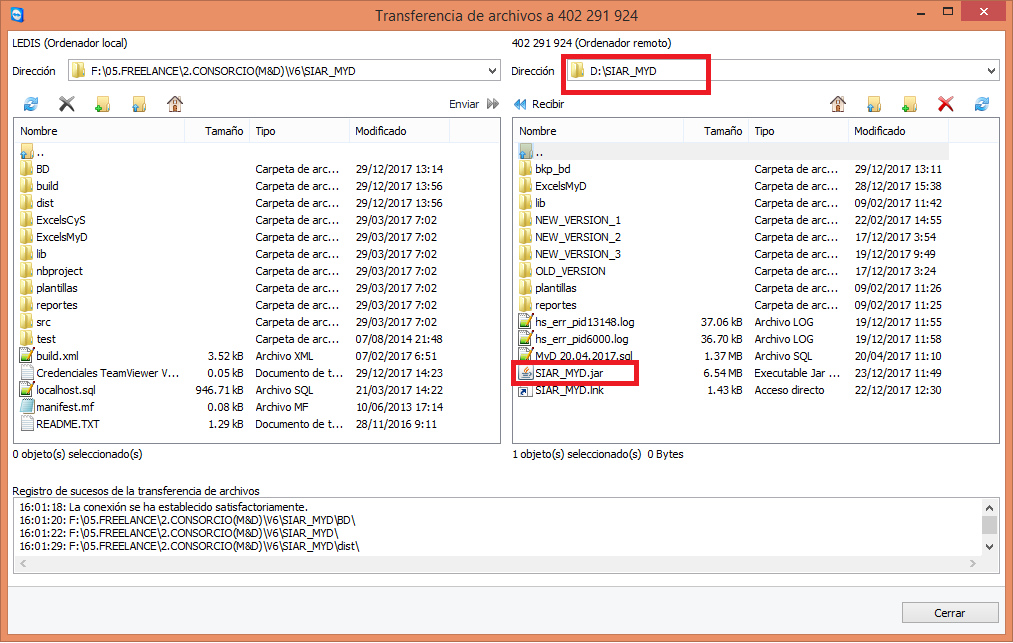 Transferencia de archivos a 402 291 924
LEDIS (Ordenador local)
402 291 924 (Ordenador remoto)
Dirección F:\05.FREELANCE\2.CONSORCIO(M&D)\V6\SIAR_MYD
Dirección D:\SIAR_MYD
Enviar
Recibir
Nombre Tamaño Tipo Modificado
..
BD Carpeta de arc... 29/12/2017 13:14
build Carpeta de arc... 29/12/2017 13:56
dist Carpeta de arc... 29/12/2017 13:56
ExcelsCyS Carpeta de arc... 29/03/2017 7:02
ExcelsMyD Carpeta de arc... 29/03/2017 7:02
lib Carpeta de arc... 29/03/2017 7:02
nbproject Carpeta de arc... 29/03/2017 7:02
plantillas Carpeta de arc... 29/03/2017 7:02
reportes Carpeta de arc... 29/03/2017 7:02
src Carpeta de arc... 29/03/2017 7:02
test Carpeta de arc... 07/08/2014 21:48
build.xml 3.52 kB Archivo XML 07/02/2017 6:51
Credenciales TeamViewer V... 0.05 kB Documento de t... 29/12/2017 14:23
localhost.sql 946.71 kB Archivo SQL 21/03/2017 14:22
manifest.mf 0.08 kB Archivo MF 10/06/2013 17:14
README.TXT 1.29 kB Documento de t... 28/11/2016 9:11
0 objeto(s) seleccionado(s)
Nombre Tamaño Tipo Modificado
..
bkp_bd Carpeta de arc... 29/12/2017 13:11
ExcelsMyD Carpeta de arc... 28/12/2017 15:38
lib Carpeta de arc... 09/02/2017 11:42
NEW_VERSION_1 Carpeta de arc... 22/02/2017 14:55
NEW_VERSION_2 Carpeta de arc... 17/12/2017 3:54
NEW_VERSION_3 Carpeta de arc... 19/12/2017 9:49
OLD_VERSION Carpeta de arc... 17/12/2017 3:24
plantillas Carpeta de arc... 09/02/2017 11:26
reportes Carpeta de arc... 09/02/2017 11:25
hs_err_pid13148.log 37.06 kB Archivo LOG 19/12/2017 11:55
hs_err_pid6000.log 36.70 kB Archivo LOG 19/12/2017 11:58
MyD 20.04.2017.sql 1.37 MB Archivo SQL 20/04/2017 11:10
SIAR_MYD.jar 6.54 MB Executable Jar ... 23/12/2017 11:49
SIAR_MYD.lnk 1.43 kB Acceso directo 22/12/2017 12:30
1 objeto(s) seleccionado(s) 0 Bytes
Registro de sucesos de la transferencia de archivos
16:01:18: La conexión se ha establecido satisfactoriamente.
16:01:20: F:\05.FREELANCE\2.CONSORCIO(M&D)\V6\SIAR_MYD\BD\
16:01:22: F:\05.FREELANCE\2.CONSORCIO(M&D)\V6\SIAR_MYD\
16:01:29: F:\05.FREELANCE\2.CONSORCIO(M&D)\V6\SIAR_MYD\dist\
Cerrar